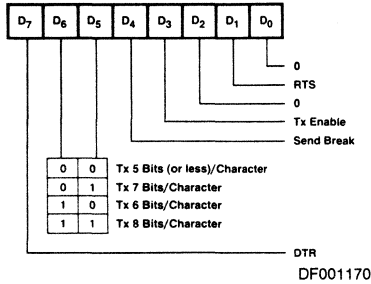 D7 D6 D5 D4 D3 D2 D1 D0
0
RTS
0
Tx Enable
Send Break
0 0 Tx 5 Bits (or less)/Character
0 1 Tx 7 Bits/Character
1 0 Tx 6 Bits/Character
1 1 Tx 8 Bits/Character
DTR
DF001170